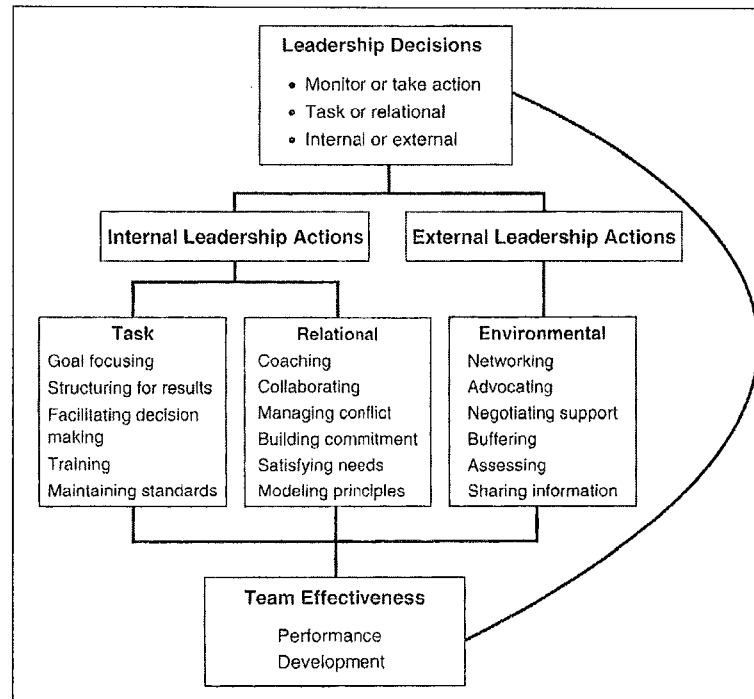 Leadership Decisions
• Monitor or take action
• Task or relational
• Internal or external
Internal Leadership Actions
External Leadership Actions
Task
Goal focusing
Structuring for results
Facilitating decision
making
Training
Maintaining standards
Relational
Coaching
Collaborating
Managing conflict
Building commitment
Satisfying needs
Modeling principles
Environmental
Networking
Advocating
Negotiating support
Buffering
Assessing
Sharing information
Team Effectiveness
Performance
Development